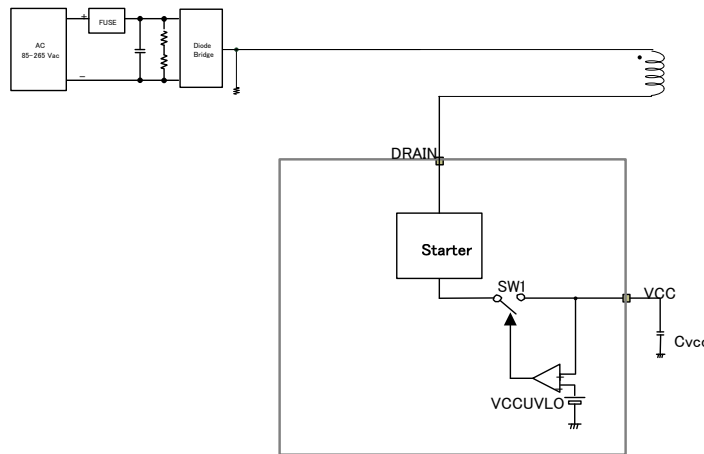 +
FUSE
AC
85-265 Vac
Diode
Bridge
−
DRAIN
Starter
SW1
VCC
Cvcc
+
−
VCCUVLO